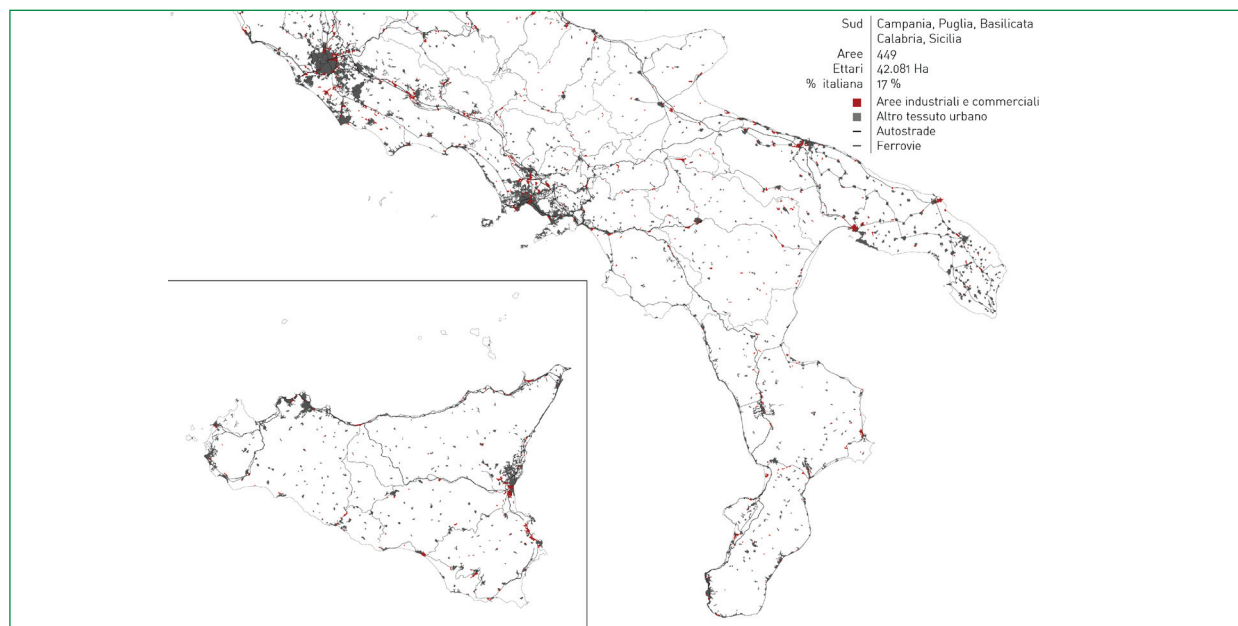 Sud Campania, Puglia, Basilicata
Calabria, Sicilia
Aree 449
Ettari 42.081 Ha
% italiana 17 %
Aree industriali e commerciali
Altro tessuto urbano
Autostrade
Ferrovie